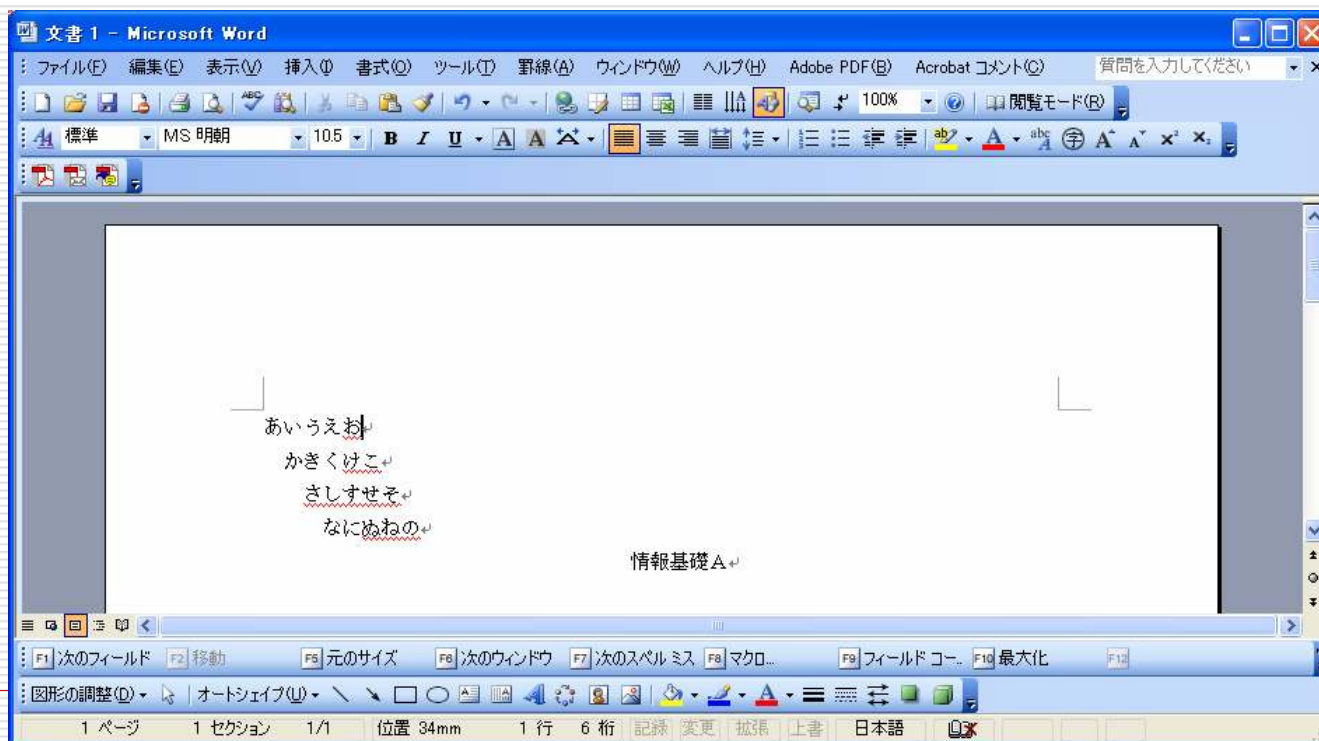 文書 1 - Microsoft Word
ファイル(F) 編集(E) 表示(V) 挿入(I) 書式(O) ツール(T) 罫線(A) ウィンドウ(W) ヘルプ(H) Adobe PDF(B) Acrobat コメント(C) 質問を入力してください
100% 閲覧モード(R)
標準 MS 明朝 10.5 B I U A A A abc A 字 A A x² x₂
あいうえお
かきくけこ
さしすせそ
なにぬねの
情報基礎A
F1 次のフィールド F2 移動 F5 元のサイズ F6 次のウィンドウ F7 次のスペル ミス F8 マクロ... F9 フィールド コー... F10 最大化 F12
図形の調整(D) オートシェイプ(U) A
1 ページ 1 セクション 1/1 位置 34mm 1 行 6 桁 記録 変更 拡張 上書 日本語